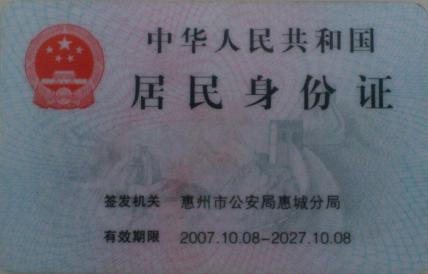 中华人民共和国
居民身份证
签发机关 惠州市公安局惠城分局
有效期限 2007.10.08-2027.10.08